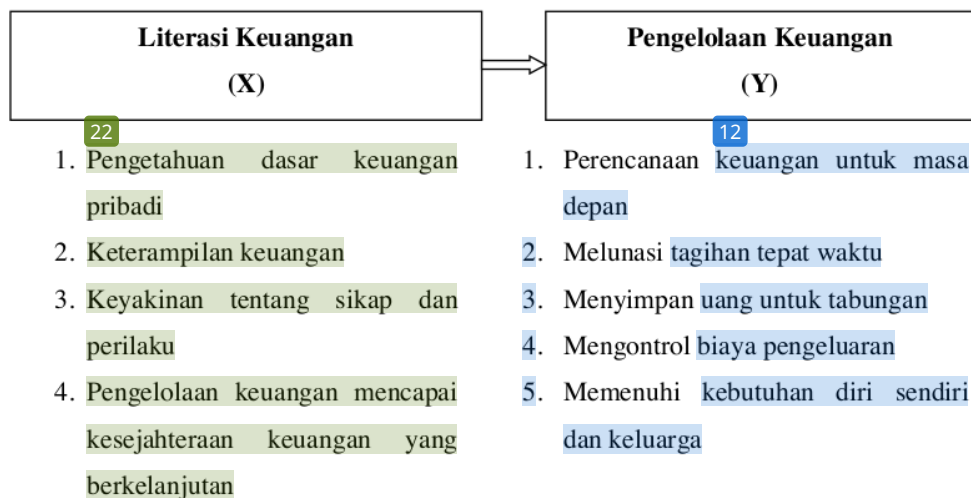 Literasi Keuangan
(X)
22
1. Pengetahuan dasar keuangan
pribadi
2. Keterampilan keuangan
3. Keyakinan tentang sikap dan
perilaku
4. Pengelolaan keuangan mencapai
kesejahteraan keuangan yang
berkelanjutan
Pengelolaan Keuangan
(Y)
12
1. Perencanaan keuangan untuk masa
depan
2. Melunasi tagihan tepat waktu
3. Menyimpan uang untuk tabungan
4. Mengontrol biaya pengeluaran
5. Memenuhi kebutuhan diri sendiri
dan keluarga